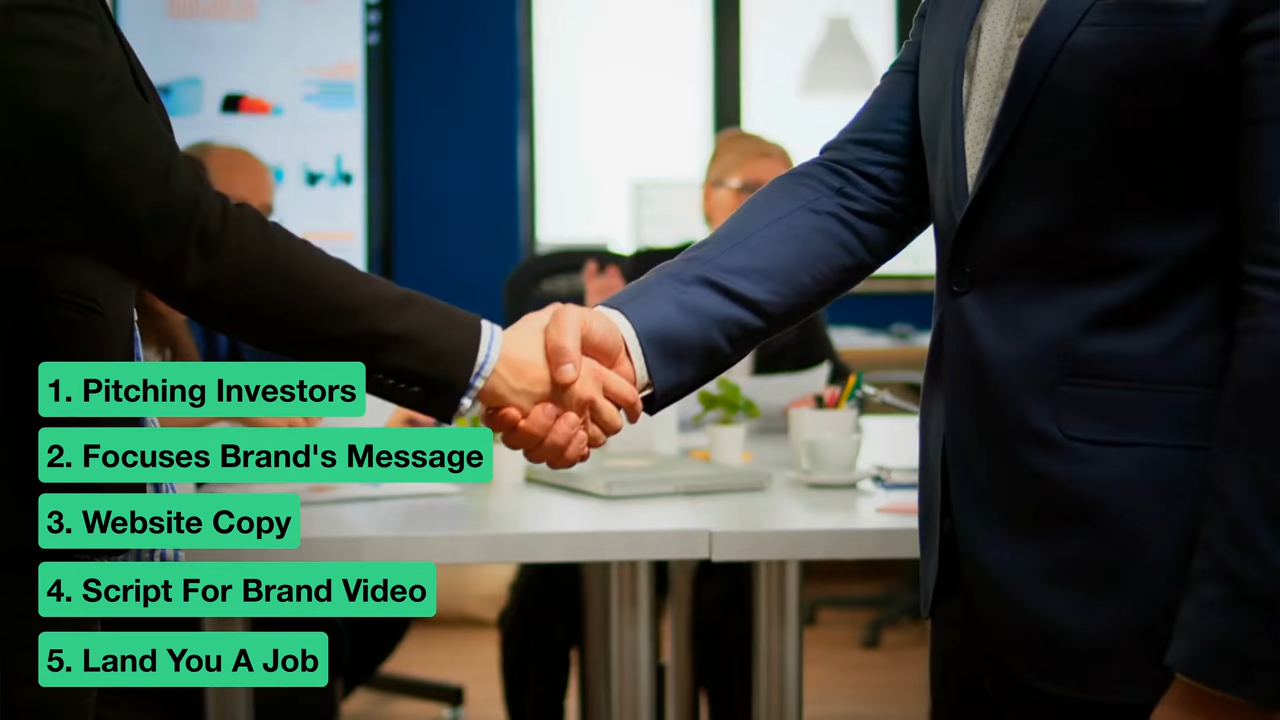 1. Pitching Investors
2. Focuses Brand's Message
3. Website Copy
4. Script For Brand Video
5. Land You A Job